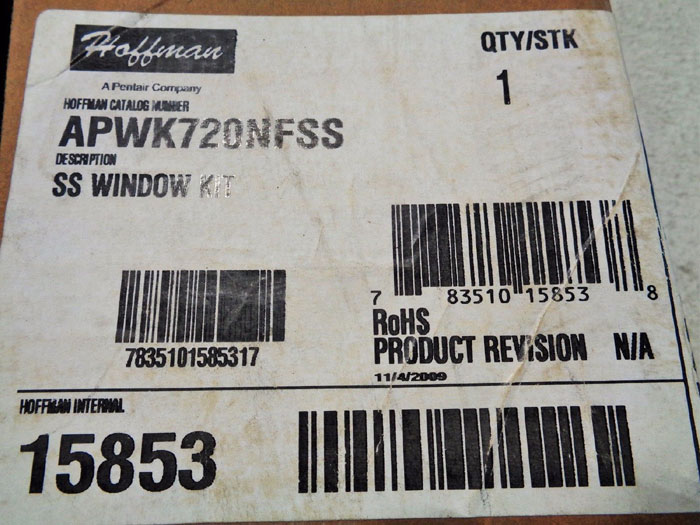 Hoffman
A Pentair Company
QTY/STK
1
HOFFMAN CATALOG NUMBER
APWK720NFSS
DESCRIPTION
SS WINDOW KIT
7835101585317
7 83510 15853 8
RoHS
PRODUCT REVISION N/A
11/4/2009
HOFFMAN INTERNAL
15853